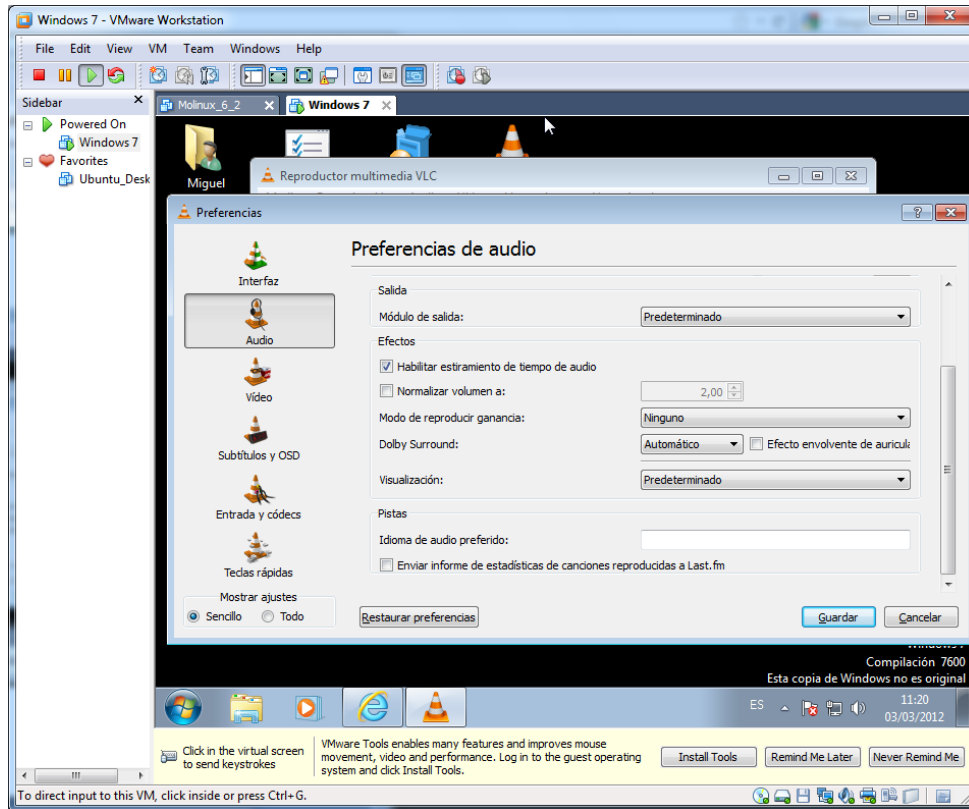 Windows 7 - VMware Workstation
File Edit View VM Team Windows Help
Sidebar
Molinux_6_2
Windows 7
Powered On
Windows 7
Favorites
Ubuntu_Desk
Miguel
Reproductor multimedia VLC
Preferencias
Preferencias de audio
Interfaz
Audio
Vídeo
Subtítulos y OSD
Entrada y códecs
Teclas rápidas
Mostrar ajustes
Sencillo Todo
Salida
Módulo de salida: Predeterminado
Efectos
Habilitar estiramiento de tiempo de audio
Normalizar volumen a: 2,00
Modo de reproducir ganancia: Ninguno
Dolby Surround: Automático Efecto envolvente de auricula
Visualización: Predeterminado
Pistas
Idioma de audio preferido:
Enviar informe de estadísticas de canciones reproducidas a Last.fm
Restaurar preferencias Guardar Cancelar
Compilación 7600
Esta copia de Windows no es original
ES
11:20
03/03/2012
Click in the virtual screen
to send keystrokes
VMware Tools enables many features and improves mouse
movement, video and performance. Log in to the guest operating
system and click Install Tools.
Install Tools Remind Me Later Never Remind Me
To direct input to this VM, click inside or press Ctrl+G.